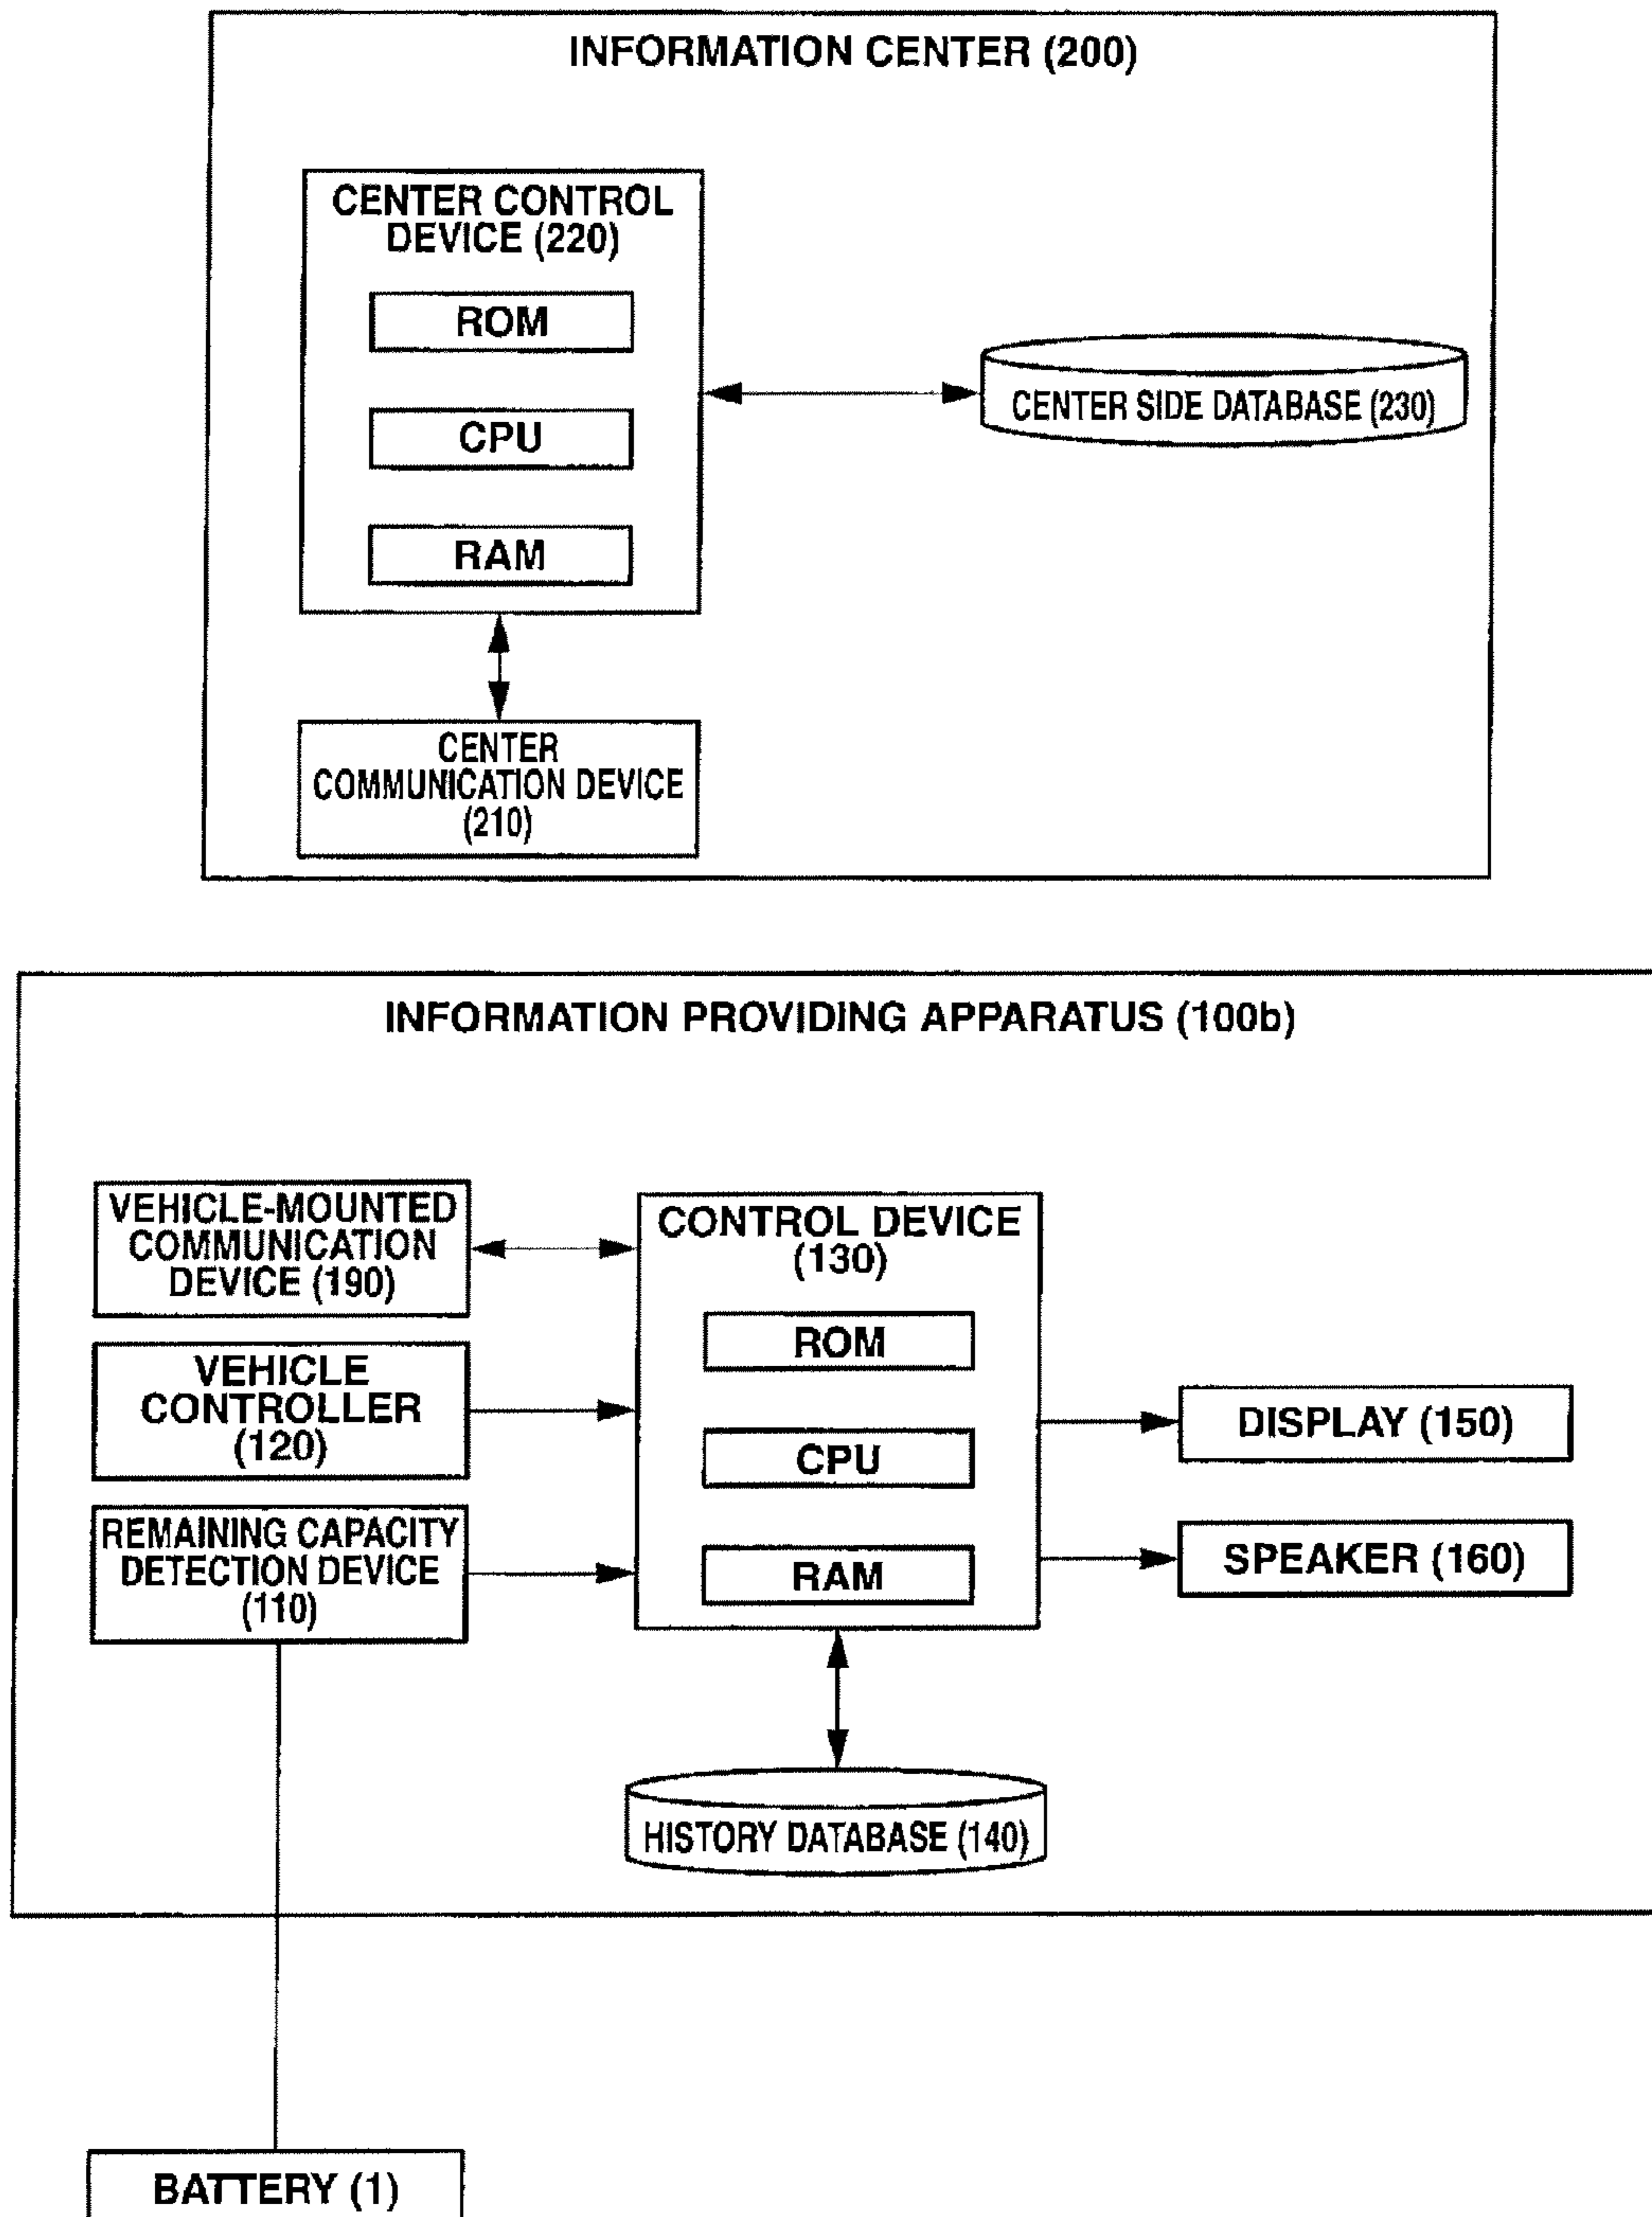 INFORMATION CENTER (200)
CENTER CONTROL
DEVICE (220)
ROM
CPU
RAM
CENTER SIDE DATABASE (230)
CENTER
COMMUNICATION DEVICE
(210)
INFORMATION PROVIDING APPARATUS (100b)
VEHICLE-MOUNTED
COMMUNICATION
DEVICE (190)
VEHICLE
CONTROLLER
(120)
REMAINING CAPACITY
DETECTION DEVICE
(110)
CONTROL DEVICE
(130)
ROM
CPU
RAM
DISPLAY (150)
SPEAKER (160)
HISTORY DATABASE (140)
BATTERY (1)